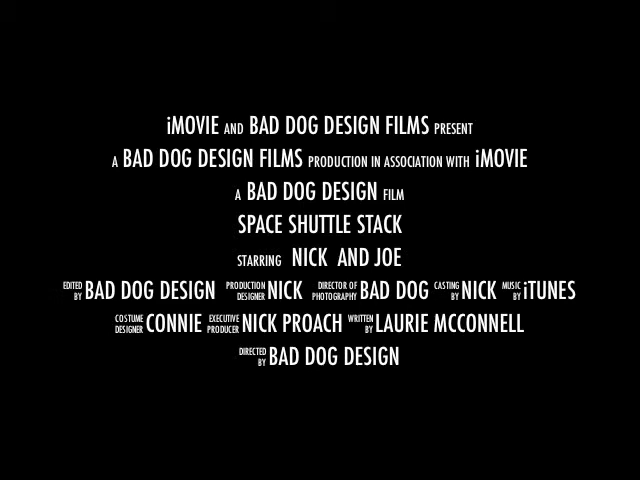 iMOVIE AND BAD DOG DESIGN FILMS PRESENT
A BAD DOG DESIGN FILMS PRODUCTION IN ASSOCIATION WITH iMOVIE
A BAD DOG DESIGN FILM
SPACE SHUTTLE STACK
STARRING NICK AND JOE
EDITED BY BAD DOG DESIGN PRODUCTION DESIGNER NICK DIRECTOR OF PHOTOGRAPHY BAD DOG CASTING BY NICK MUSIC BY iTUNES
COSTUME DESIGNER CONNIE EXECUTIVE PRODUCER NICK PROACH WRITTEN BY LAURIE MCCONNELL
DIRECTED BY BAD DOG DESIGN